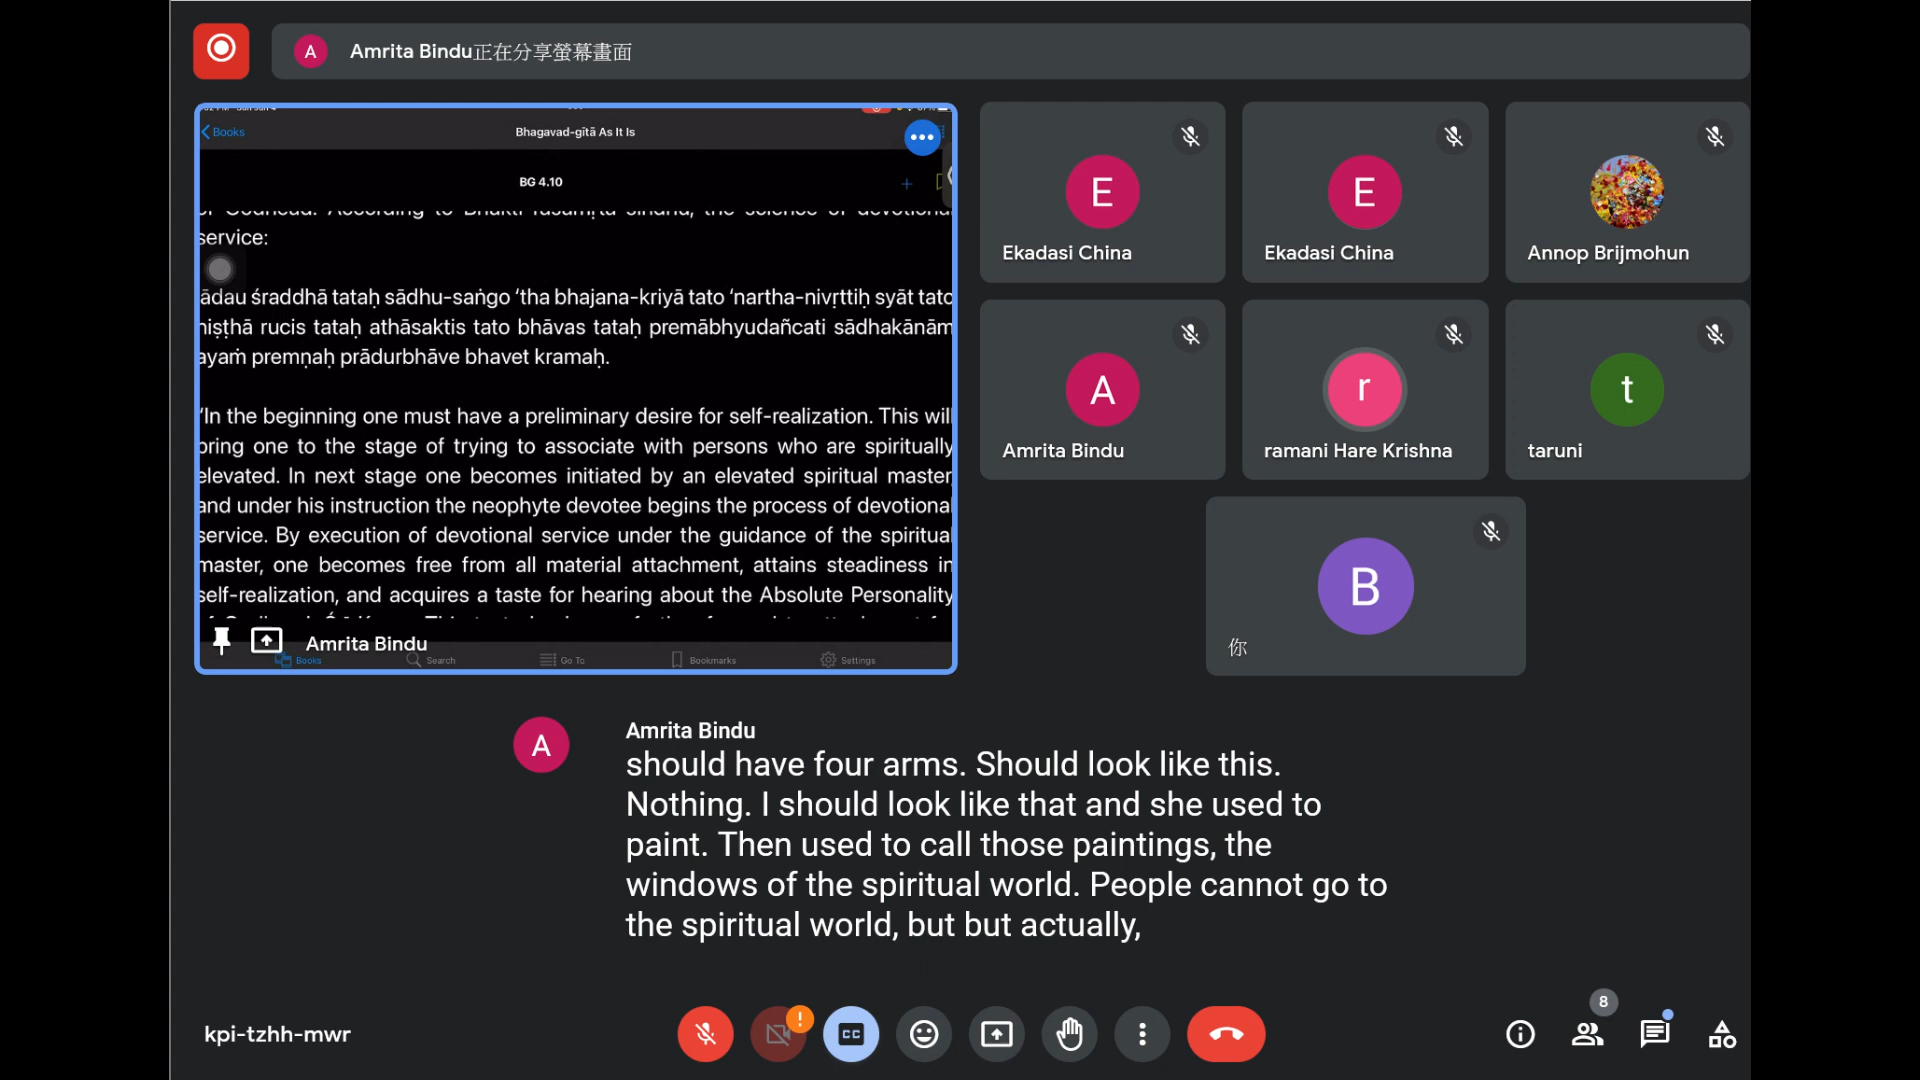 A Amrita Bindu正在分享螢幕畫面
Books
Bhagavad-gītā As It Is
BG 4.10
service:
ādau śraddhā tataḥ sādhu-saṅgo ‘tha bhajana-kriyā tato ‘nartha-nivṛttiḥ syāt tato
niṣṭhā rucis tataḥ athāsaktis tato bhāvas tataḥ premābhyudañcati sādhakānām
ayaṁ premṇaḥ prādurbhāve bhavet kramaḥ.
“In the beginning one must have a preliminary desire for self-realization. This will
bring one to the stage of trying to associate with persons who are spiritually
elevated. In next stage one becomes initiated by an elevated spiritual master,
and under his instruction the neophyte devotee begins the process of devotional
service. By execution of devotional service under the guidance of the spiritual
master, one becomes free from all material attachment, attains steadiness in
self-realization, and acquires a taste for hearing about the Absolute Personality
Amrita Bindu
Books
Search
Go To
Bookmarks
Settings
E
Ekadasi China
E
Ekadasi China
Annop Brijmohun
A
Amrita Bindu
r
ramani Hare Krishna
t
taruni
B
你
A
Amrita Bindu
should have four arms. Should look like this.
Nothing. I should look like that and she used to
paint. Then used to call those paintings, the
windows of the spiritual world. People cannot go to
the spiritual world, but but actually,
kpi-tzhh-mwr
CC
8